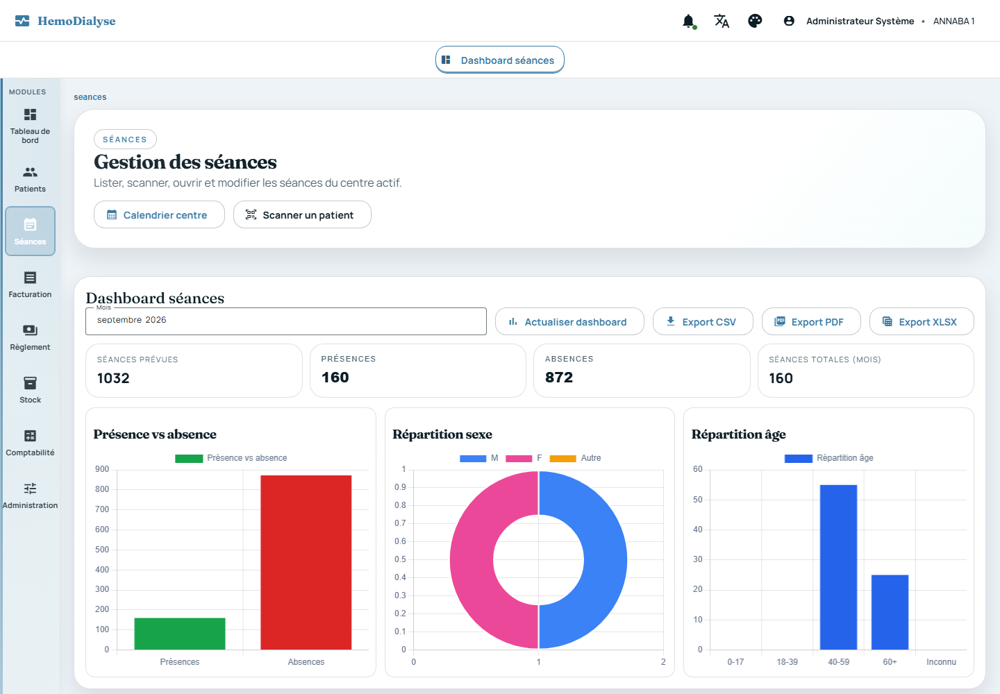 HemoDialyse
Administrateur Système • ANNABA 1
Dashboard séances
MODULES
Tableau de
bord
Patients
Séances
Facturation
Règlement
Stock
Comptabilité
Administration
seances
SÉANCES
Gestion des séances
Lister, scanner, ouvrir et modifier les séances du centre actif.
Calendrier centre
Scanner un patient
Dashboard séances
Mois
septembre 2026
Actualiser dashboard
Export CSV
PDF
Export PDF
Export XLSX
SÉANCES PRÉVUES
1032
PRÉSENCES
160
ABSENCES
872
SÉANCES TOTALES (MOIS)
160
Présence vs absence
Présence vs absence
900
800
700
600
500
400
300
200
100
0
Présences Absences
Répartition sexe
M F Autre
1
0.9
0.8
0.7
0.6
0.5
0.4
0.3
0.2
0.1
0
0 1 2
Répartition âge
Répartition âge
60
50
40
30
20
10
0
0-17 18-39 40-59 60+ Inconnu